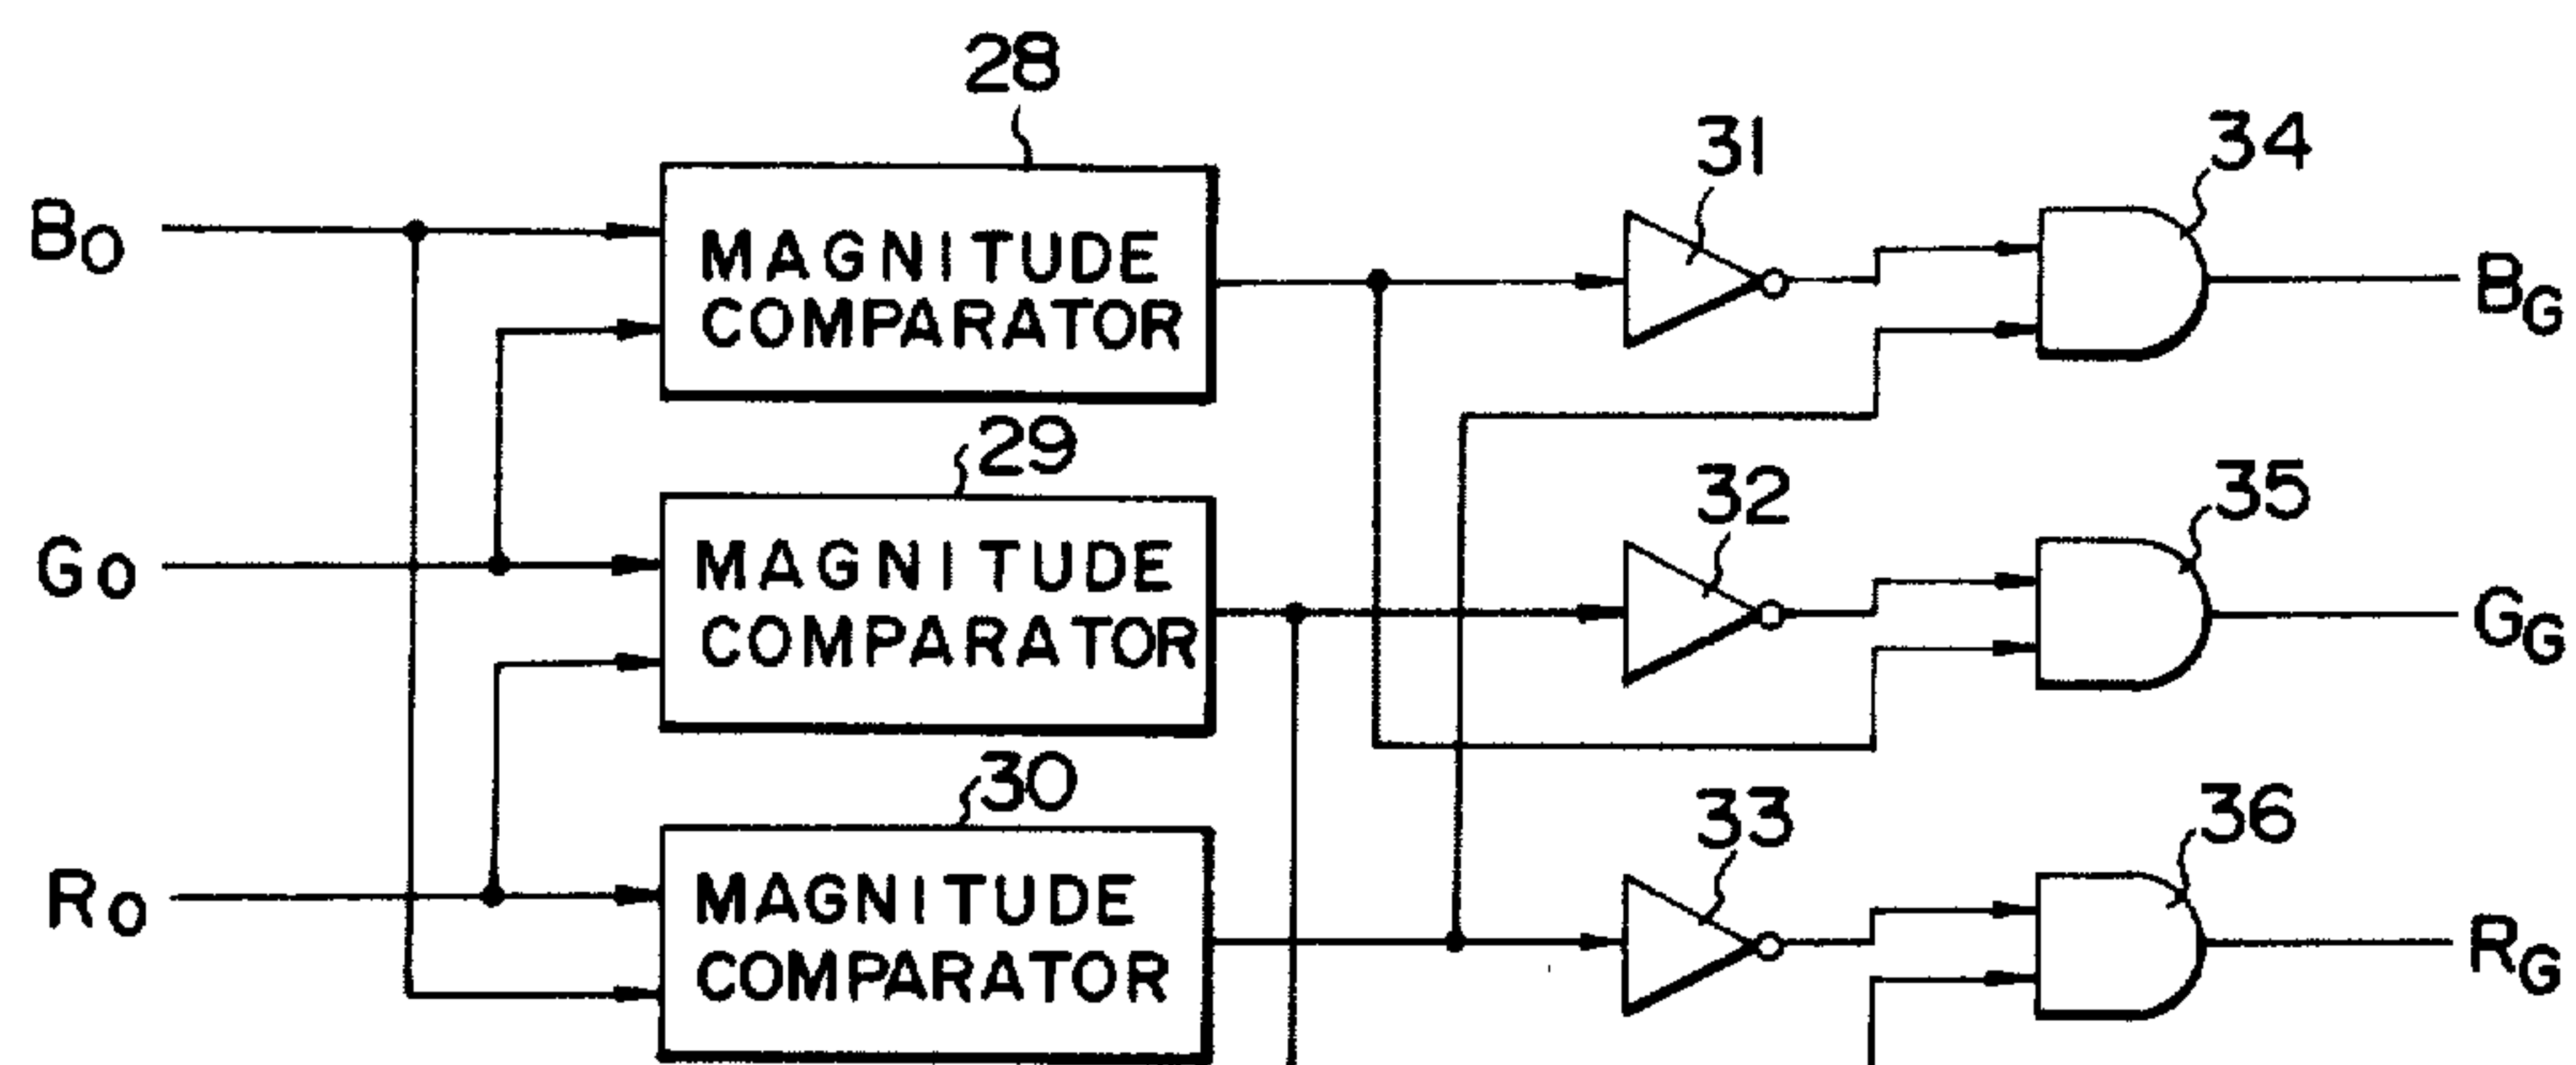 28
31
34
BO
MAGNITUDE
COMPARATOR
BG
29
32
35
GO
MAGNITUDE
COMPARATOR
GG
30
33
36
RO
MAGNITUDE
COMPARATOR
RG